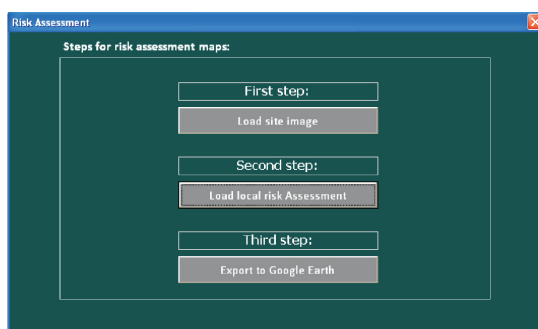 Risk Assessment
Steps for risk assessment maps:
First step:
Load site image
Second step:
Load local risk Assessment
Third step:
Export to Google Earth